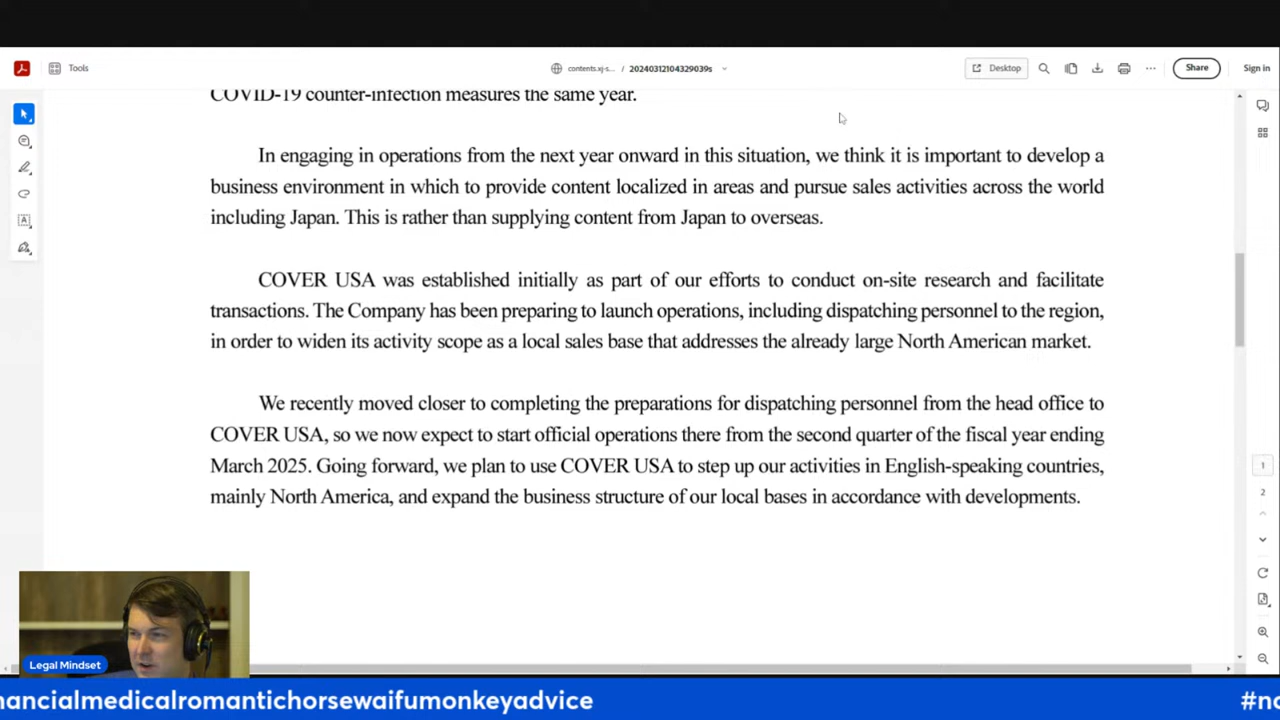 Tools
contents.xj-s... / 20240312104329039s
Desktop
Share
Sign in
COVID-19 counter-infection measures the same year.
In engaging in operations from the next year onward in this situation, we think it is important to develop a
business environment in which to provide content localized in areas and pursue sales activities across the world
including Japan. This is rather than supplying content from Japan to overseas.
COVER USA was established initially as part of our efforts to conduct on-site research and facilitate
transactions. The Company has been preparing to launch operations, including dispatching personnel to the region,
in order to widen its activity scope as a local sales base that addresses the already large North American market.
We recently moved closer to completing the preparations for dispatching personnel from the head office to
COVER USA, so we now expect to start official operations there from the second quarter of the fiscal year ending
March 2025. Going forward, we plan to use COVER USA to step up our activities in English-speaking countries,
mainly North America, and expand the business structure of our local bases in accordance with developments.
1
2
Legal Mindset
nancialmedicalromantichorsewaifumonkeyadvice
#no